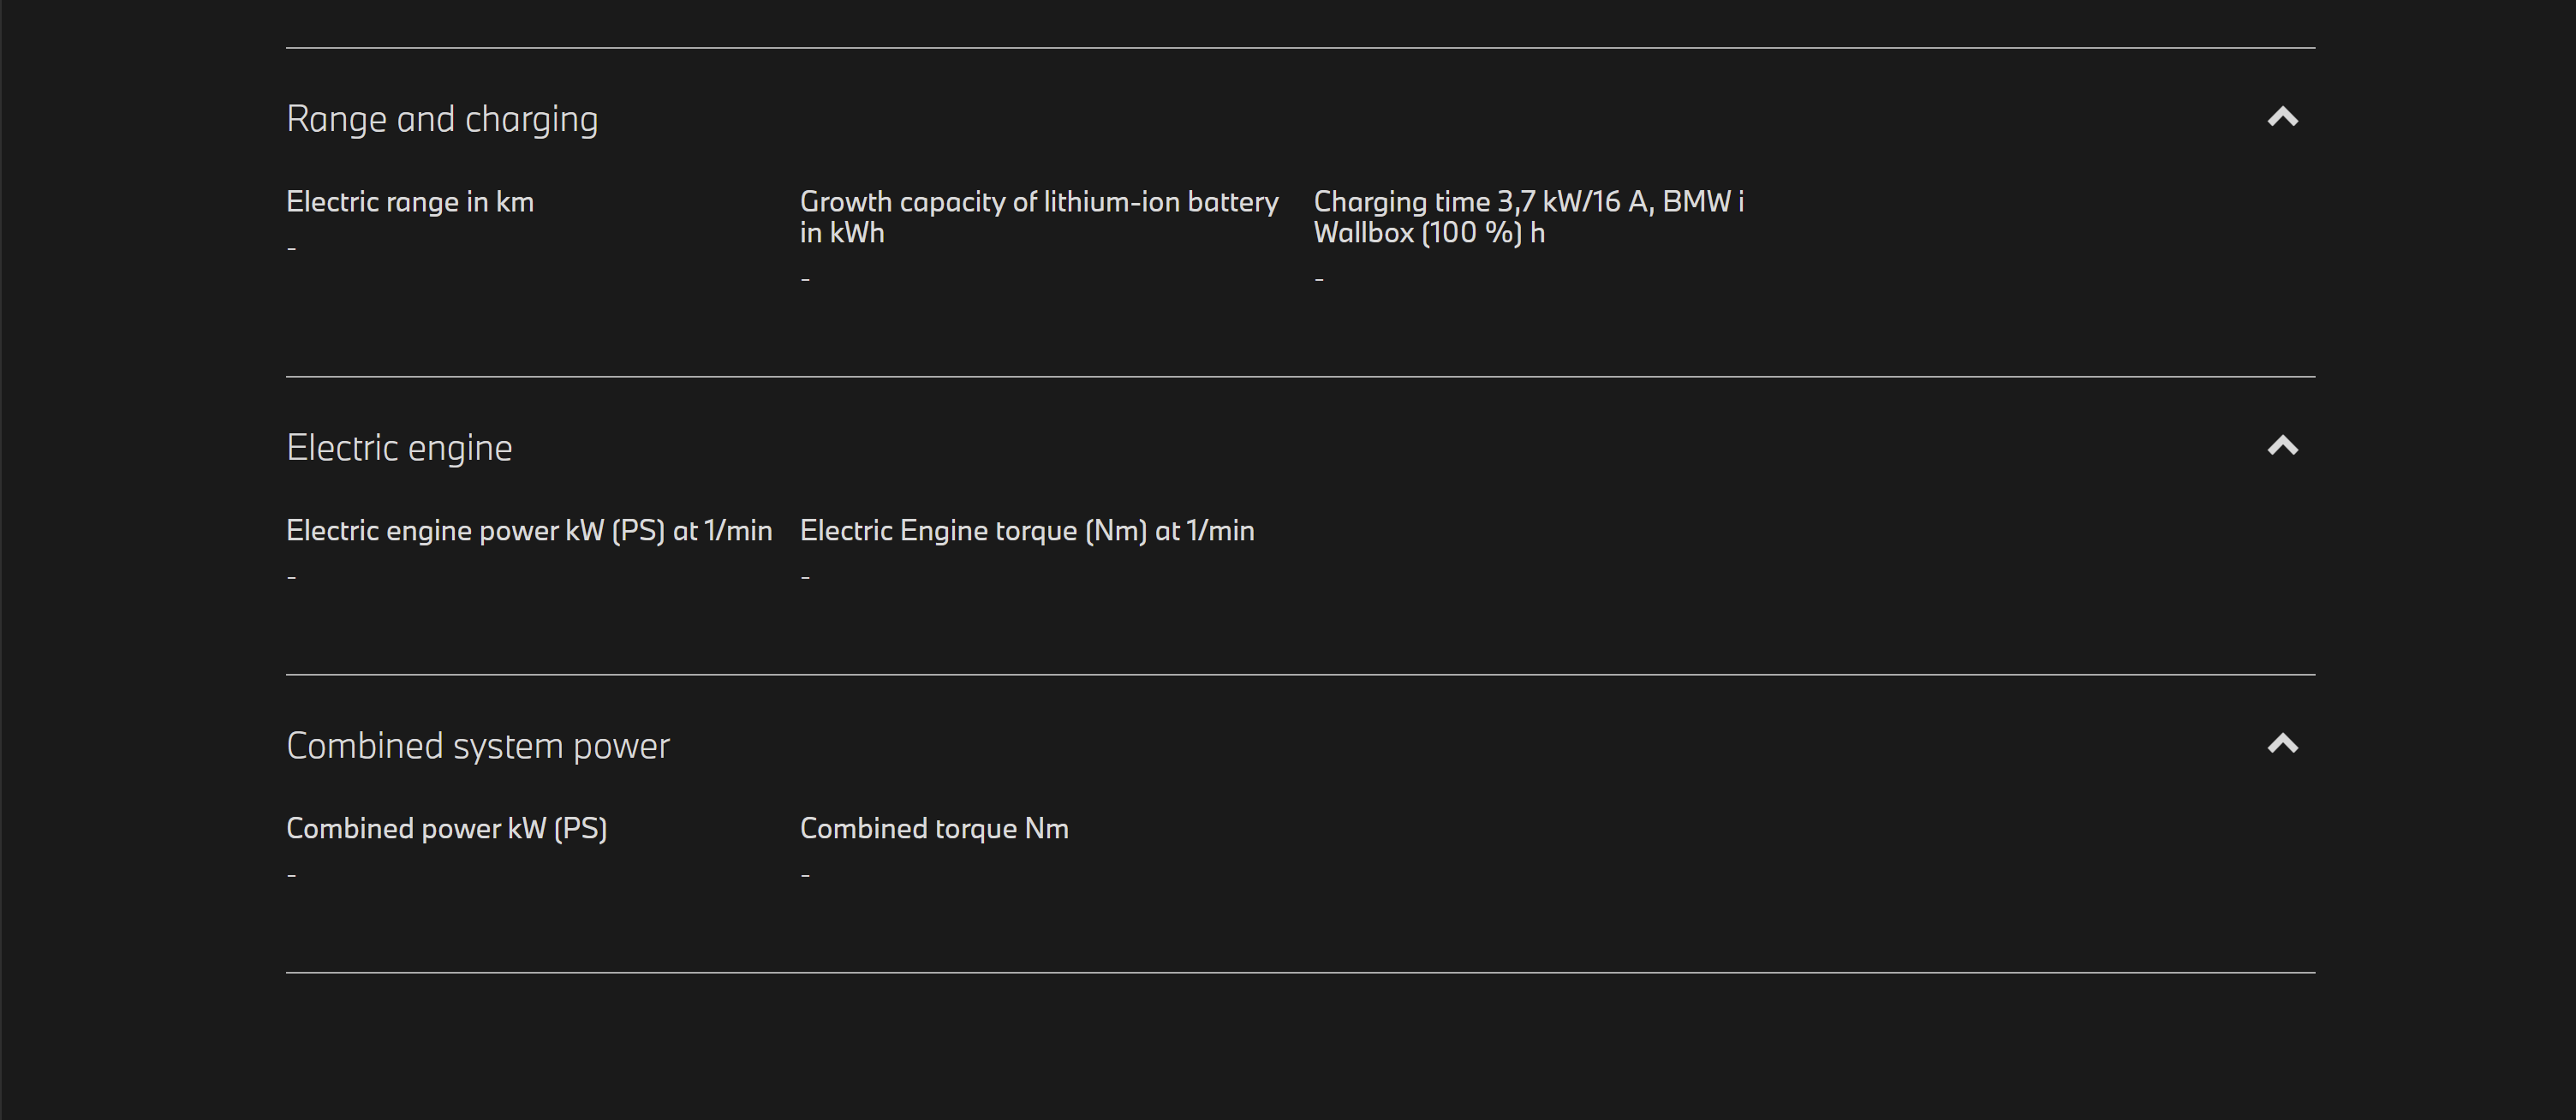 Range and charging
Electric range in km
-
Growth capacity of lithium-ion battery
in kWh
-
Charging time 3,7 kW/16 A, BMW i
Wallbox (100 %) h
-
Electric engine
Electric engine power kW (PS) at 1/min
-
Electric Engine torque (Nm) at 1/min
-
Combined system power
Combined power kW (PS)
-
Combined torque Nm
-